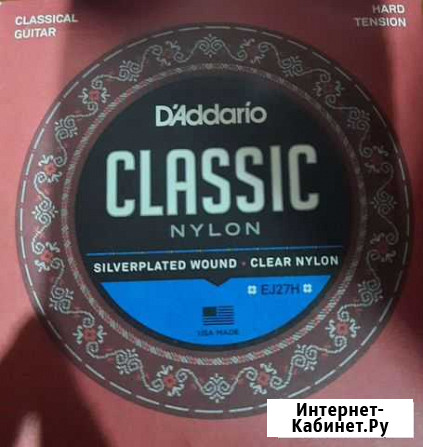 CLASSICAL
GUITAR
HARD
TENSION
D'Addario
CLASSIC
NYLON
SILVERPLATED WOUND • CLEAR NYLON
EJ27H
USA MADE
Интернет-
Кабинет.Ру